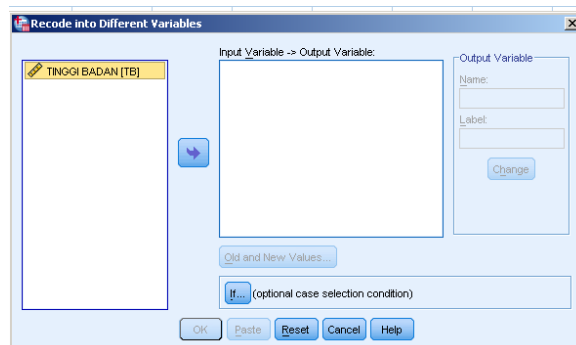 Recode into Different Variables
TINGGI BADAN [TB]
Input Variable -> Output Variable:
Output Variable
Name:
Label:
Change
Old and New Values...
If... (optional case selection condition)
OK Paste Reset Cancel Help